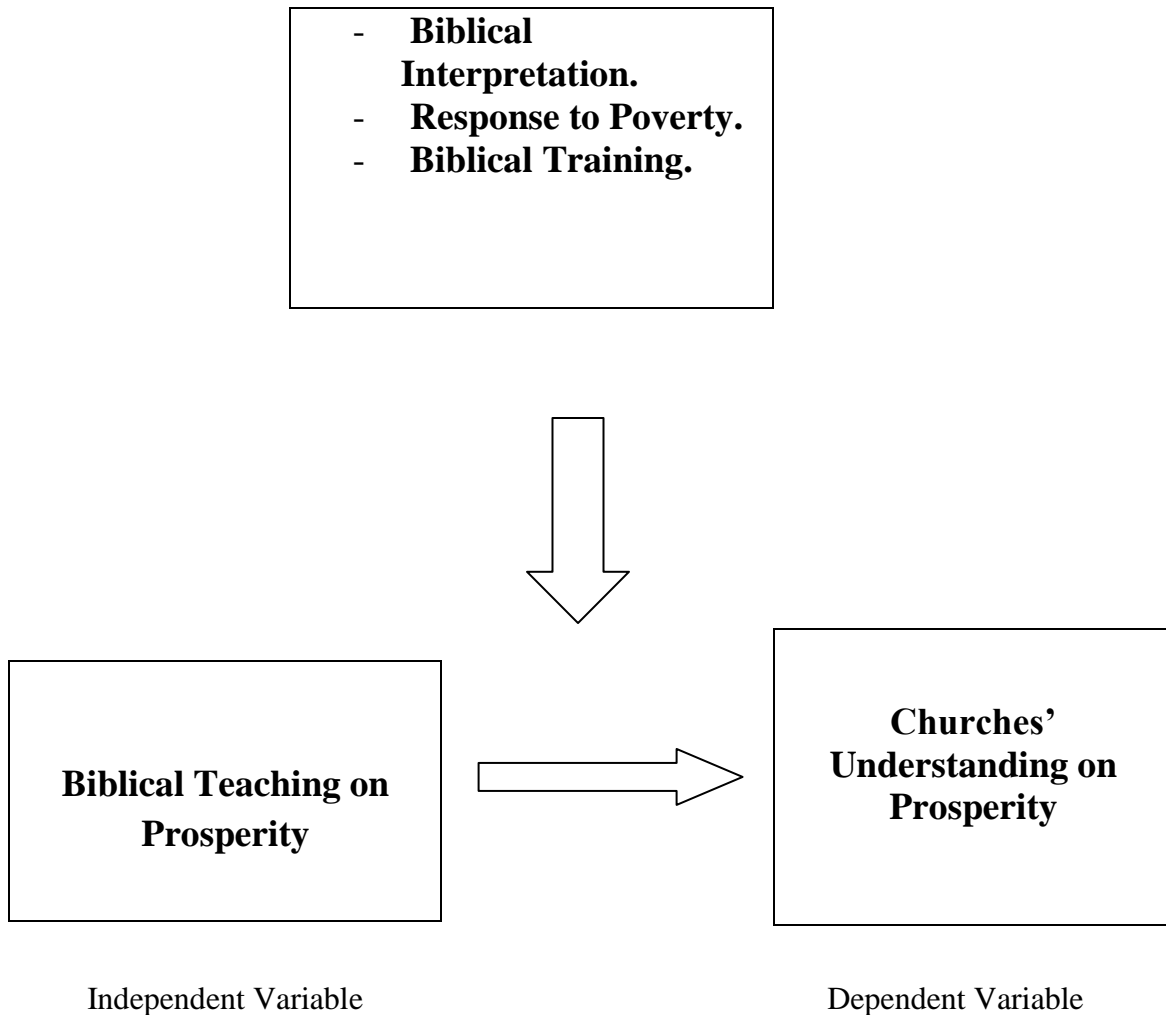 - Biblical
Interpretation.
- Response to Poverty.
- Biblical Training.
Biblical Teaching on
Prosperity
Churches’
Understanding on
Prosperity
Independent Variable
Dependent Variable